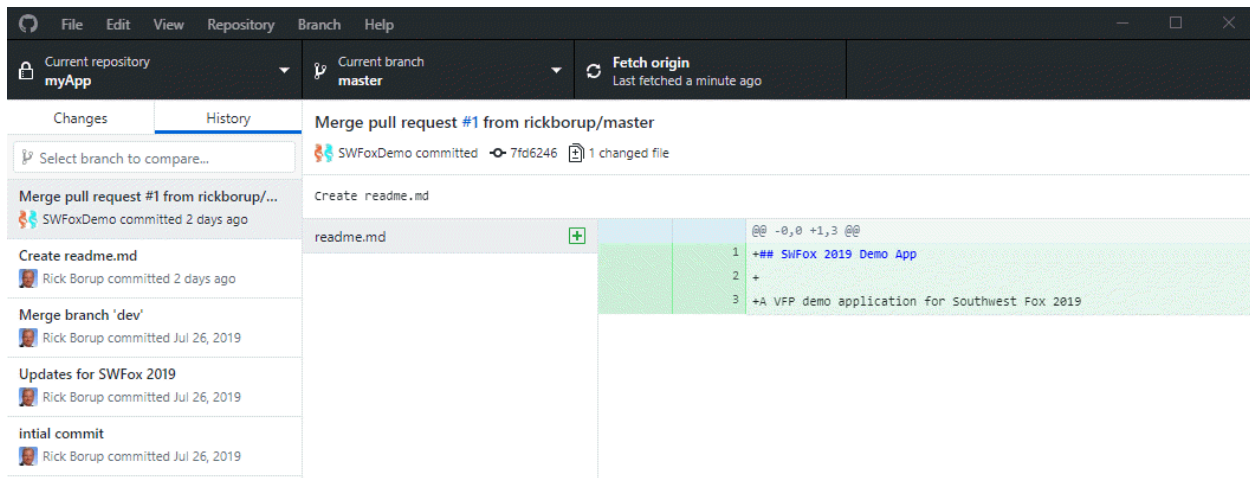 File Edit View Repository Branch Help
Current repository
myApp
Current branch
master
Fetch origin
Last fetched a minute ago
Changes History
Select branch to compare...
Merge pull request #1 from rickborup/...
SWFoxDemo committed 2 days ago
Create readme.md
Rick Borup committed 2 days ago
Merge branch 'dev'
Rick Borup committed Jul 26, 2019
Updates for SWFox 2019
Rick Borup committed Jul 26, 2019
intial commit
Rick Borup committed Jul 26, 2019
Merge pull request #1 from rickborup/master
SWFoxDemo committed 7fd6246 1 changed file
Create readme.md
readme.md
@@ -0,0 +1,3 @@
1 +## SWFox 2019 Demo App
2 +
3 +A VFP demo application for Southwest Fox 2019